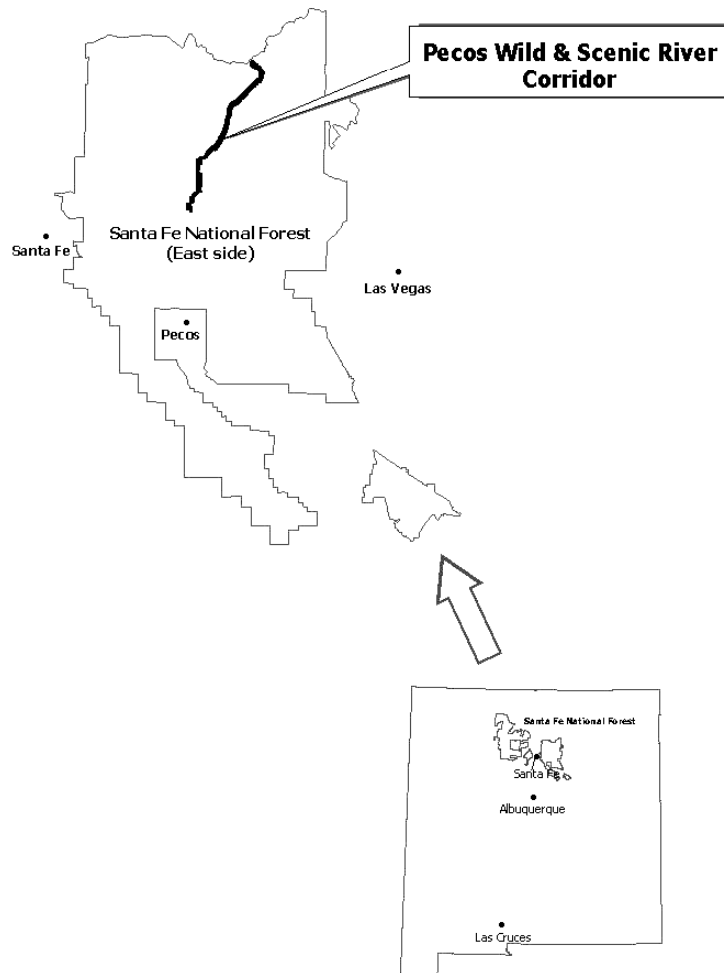 Pecos Wild & Scenic River
Corridor
Santa Fe National Forest
(East side)
Santa Fe
Las Vegas
Pecos
Santa Fe National Forest
Santa Fe
Albuquerque
Las Cruces